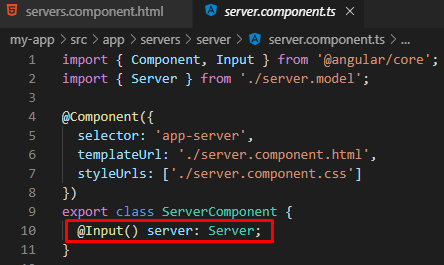 servers.component.html
server.component.ts
my-app > src > app > servers > server > server.component.ts > ...
1 import { Component, Input } from '@angular/core';
2 import { Server } from './server.model';
3
4 @Component({
5 selector: 'app-server',
6 templateUrl: './server.component.html',
7 styleUrls: ['./server.component.css']
8 })
9 export class ServerComponent {
10 @Input() server: Server;
11 }